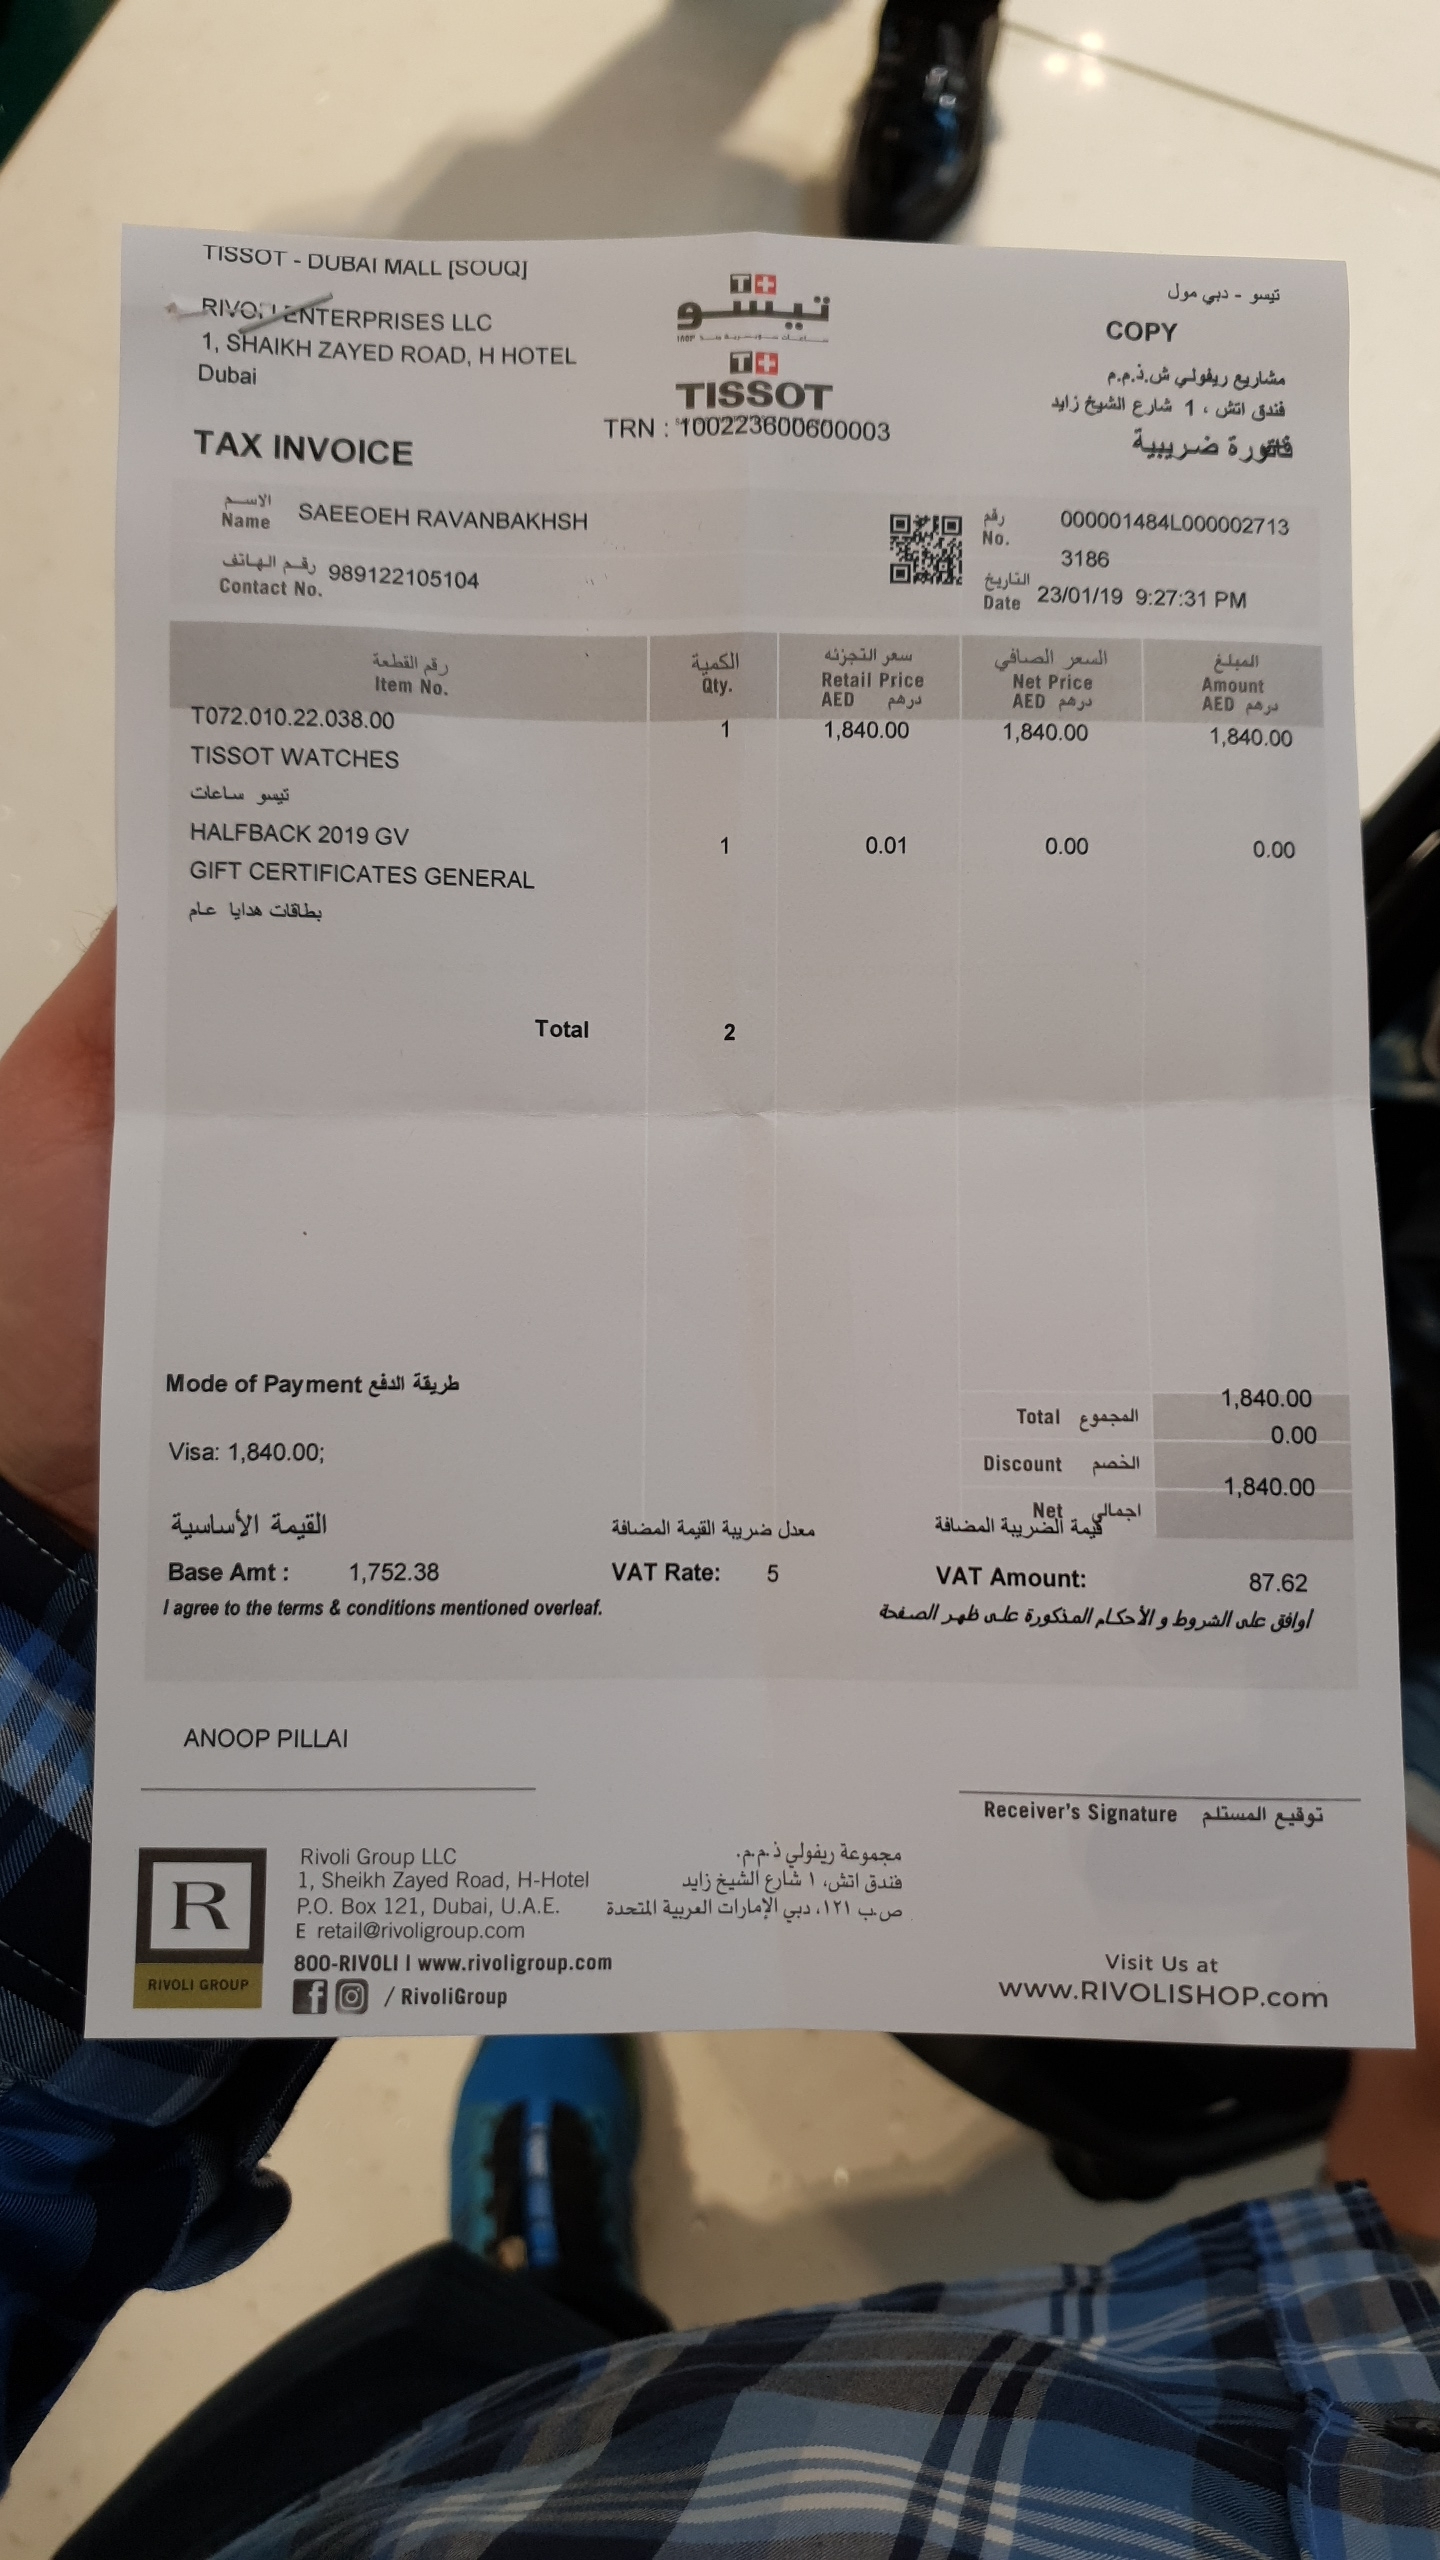 TISSOT - DUBAI MALL [SOUQ]
تيسو - دبي مول
COPY
RIVOLI ENTERPRISES LLC
1, SHAIKH ZAYED ROAD, H HOTEL
Dubai
تيسو
TISSOT
TRN : 100223600600003
مشاريع ريفولي ش.ذ.م.م
فندق اتش ، 1 شارع الشيخ زايد
TAX INVOICE
فاتورة ضريبية
الاسم
Name SAEEOEH RAVANBAKHSH
رقم الهاتف
Contact No. 989122105104
رقم
No. 000001484L000002713
3186
التاريخ
Date 23/01/19 9:27:31 PM
رقم القطعة الكمية سعر التجزئه السعر الصافي المبلغ
Item No. Qty. Retail Price Net Price Amount
AED درهم AED درهم AED درهم
T072.010.22.038.00 1 1,840.00 1,840.00 1,840.00
TISSOT WATCHES
تيسو ساعات
HALFBACK 2019 GV 1 0.01 0.00 0.00
GIFT CERTIFICATES GENERAL
بطاقات هدايا عام
Total 2
Mode of Payment طريقة الدفع
Visa: 1,840.00;
Total المجموع 1,840.00
Discount الخصم 0.00
Net اجمالي 1,840.00
القيمة الأساسية معدل ضريبة القيمة المضافة قيمة الضريبة المضافة
Base Amt : 1,752.38 VAT Rate: 5 VAT Amount: 87.62
I agree to the terms & conditions mentioned overleaf.
أوافق على الشروط و الأحكام المذكورة على ظهر الصفحة
ANOOP PILLAI
Receiver's Signature توقيع المستلم
R
RIVOLI GROUP
Rivoli Group LLC
1, Sheikh Zayed Road, H-Hotel
P.O. Box 121, Dubai, U.A.E.
E retail@rivoligroup.com
800-RIVOLI I www.rivoligroup.com
/ RivoliGroup
مجموعة ريفولي ذ.م.م.
فندق اتش، ١ شارع الشيخ زايد
ص.ب ١٢١، دبي الإمارات العربية المتحدة
Visit Us at
www.RIVOLISHOP.com